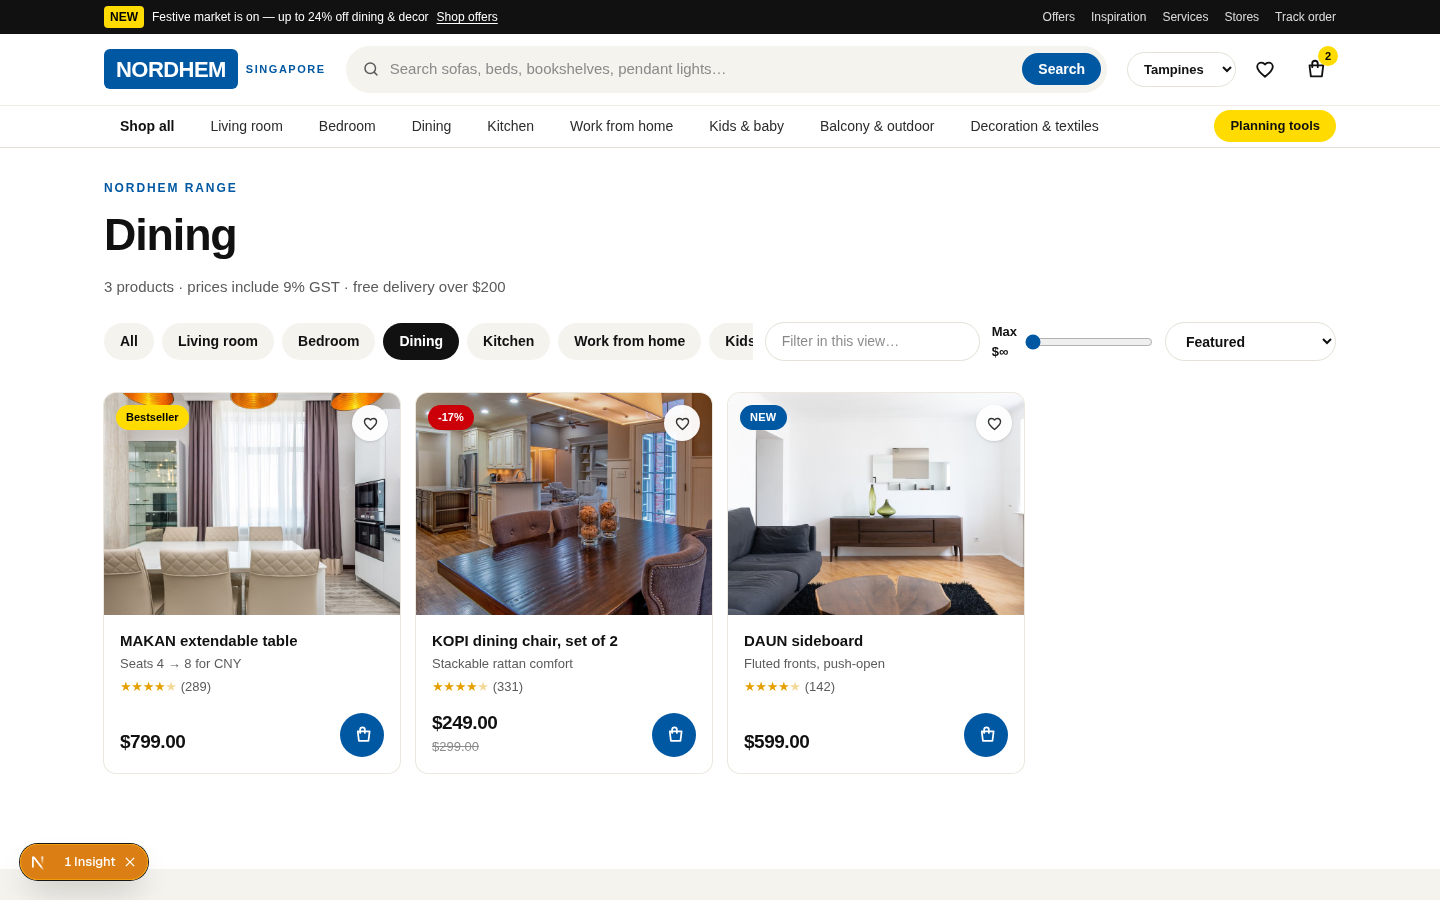 NEW Festive market is on — up to 24% off dining & decor Shop offers
Offers Inspiration Services Stores Track order
NORDHEM SINGAPORE
Search sofas, beds, bookshelves, pendant lights…
Search
Tampines
2
Shop all Living room Bedroom Dining Kitchen Work from home Kids & baby Balcony & outdoor Decoration & textiles
Planning tools
NORDHEM RANGE
Dining
3 products · prices include 9% GST · free delivery over $200
All Living room Bedroom Dining Kitchen Work from home Kids
Filter in this view…
Max
$∞
Featured
Bestseller
MAKAN extendable table
Seats 4 → 8 for CNY
★★★★★ (289)
$799.00
-17%
KOPI dining chair, set of 2
Stackable rattan comfort
★★★★★ (331)
$249.00
$299.00
NEW
DAUN sideboard
Fluted fronts, push-open
★★★★★ (142)
$599.00
1 Insight